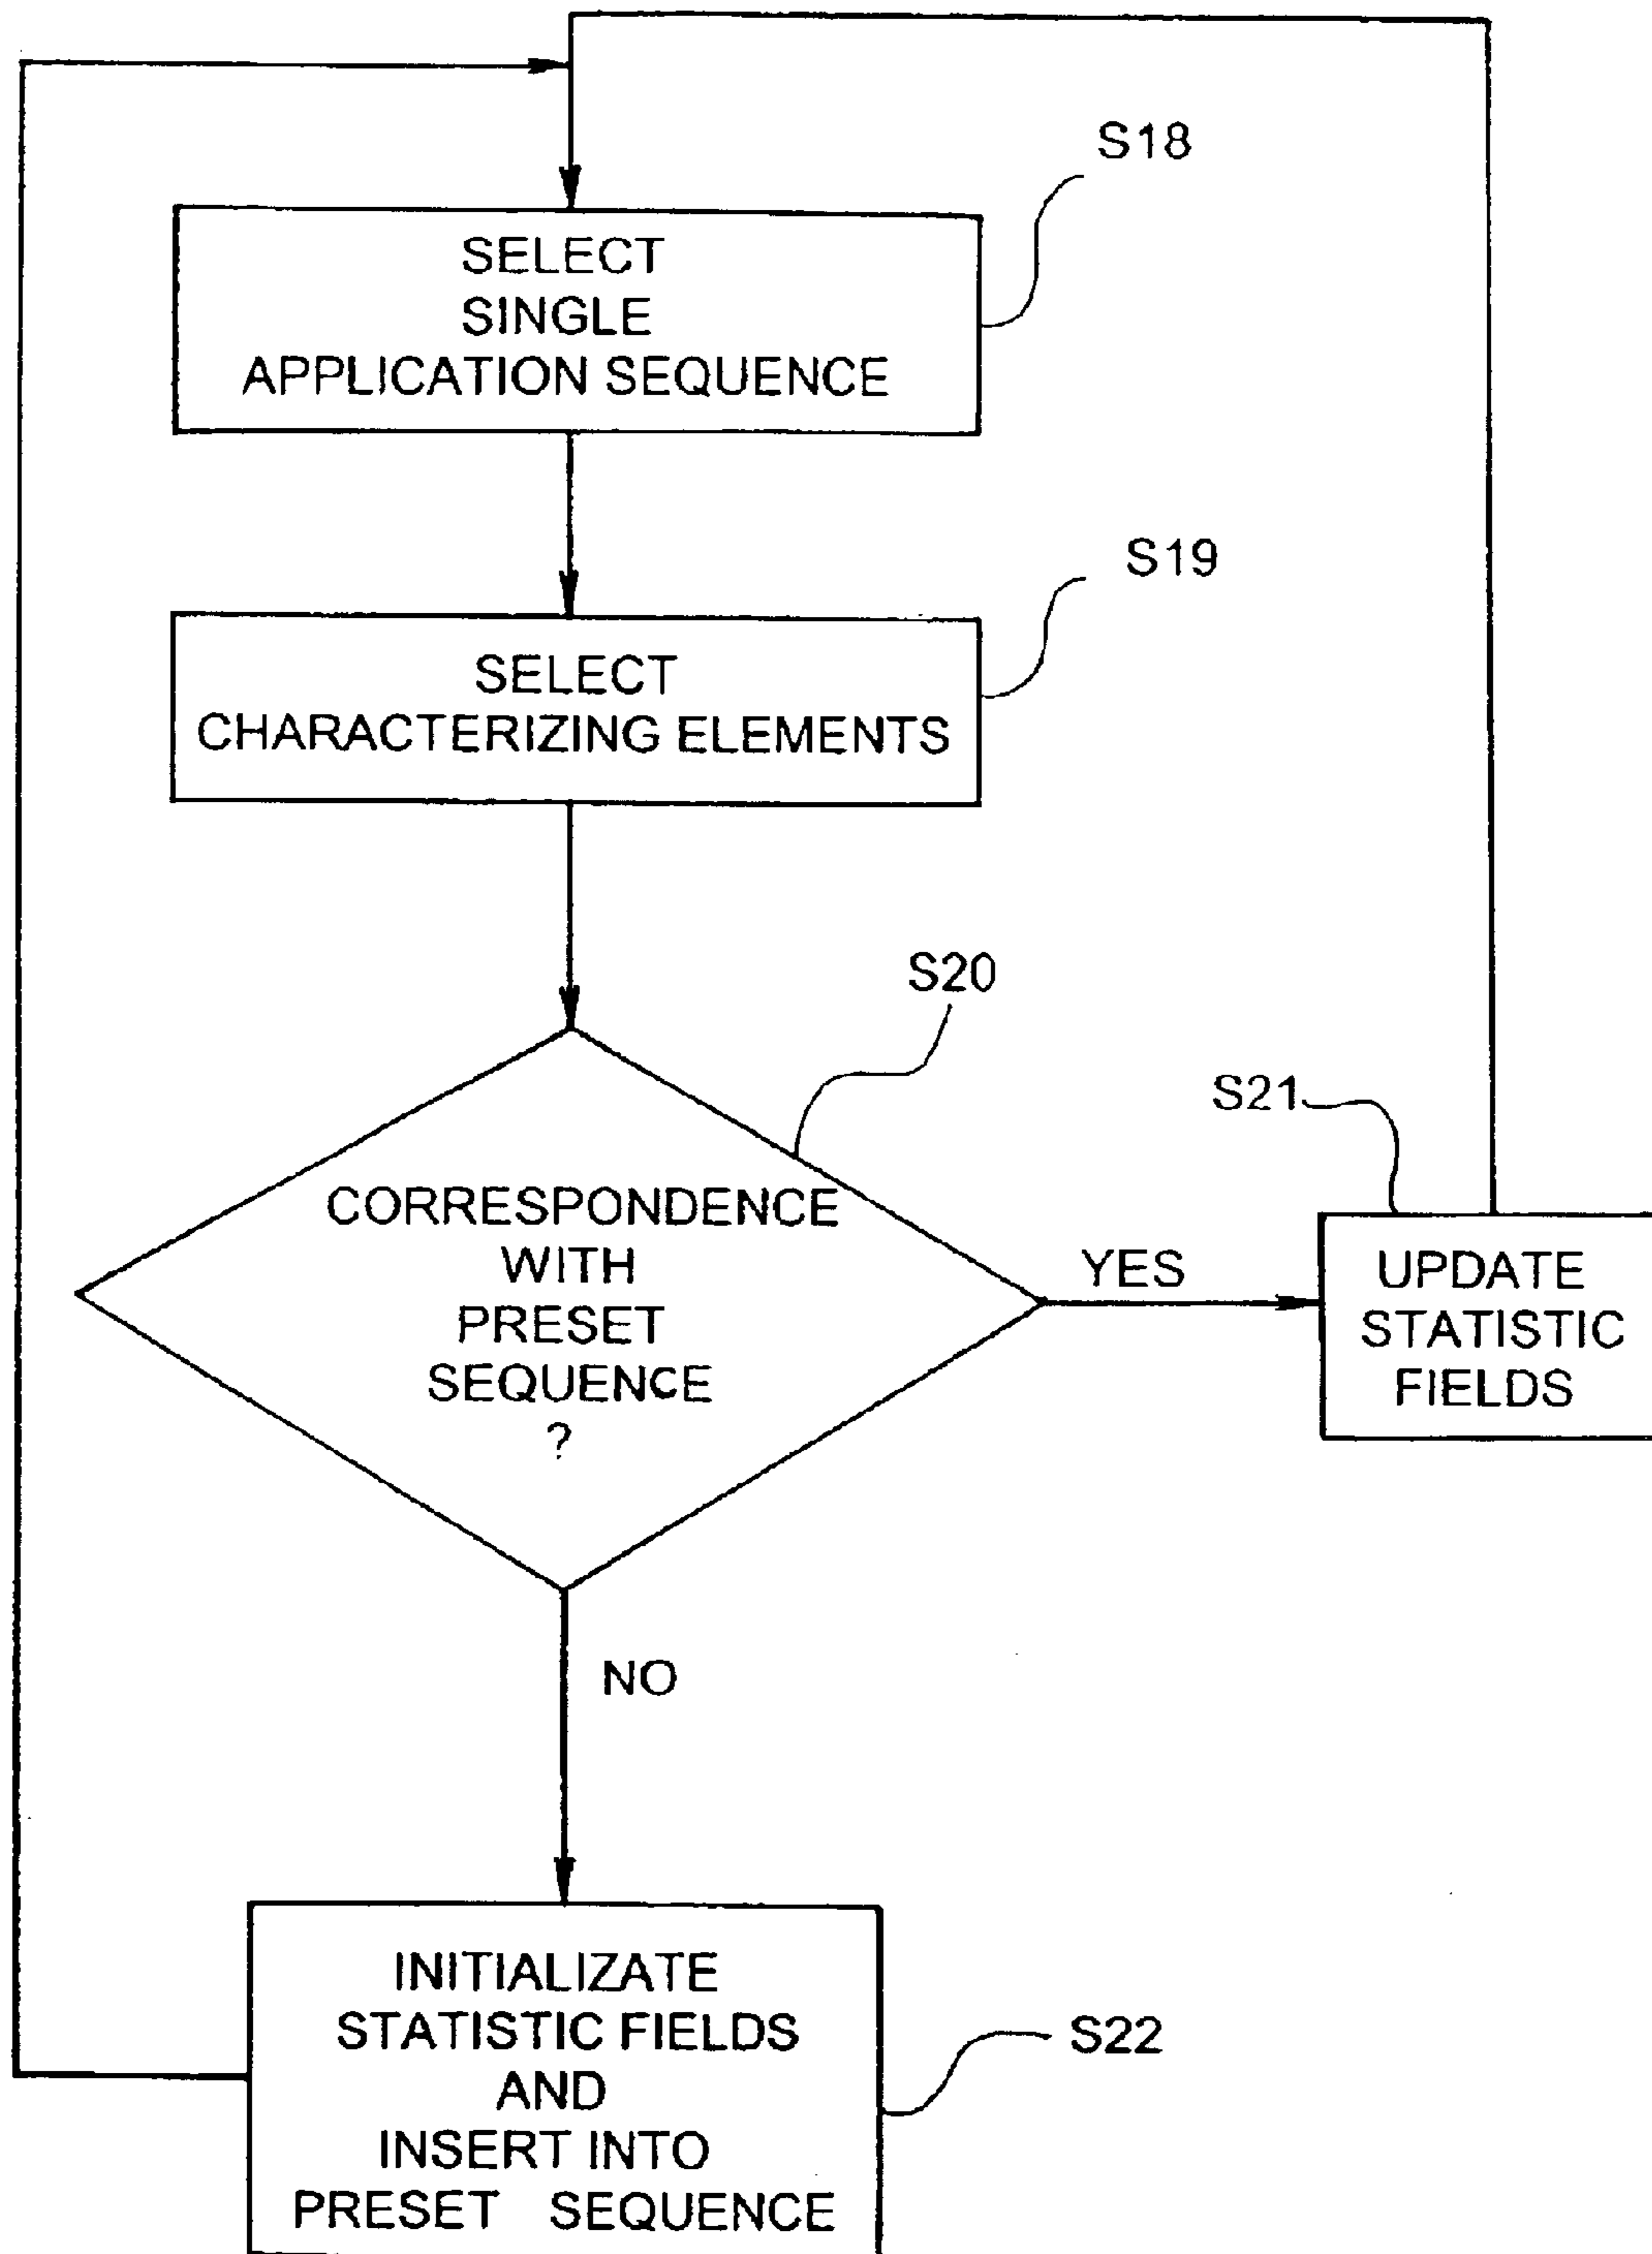 S18
SELECT
SINGLE
APPLICATION SEQUENCE
S19
SELECT
CHARACTERIZING ELEMENTS
S20
CORRESPONDENCE
WITH
PRESET
SEQUENCE
?
YES
S21
UPDATE
STATISTIC
FIELDS
NO
INITIALIZATE
STATISTIC FIELDS
AND
INSERT INTO
PRESET SEQUENCE
S22